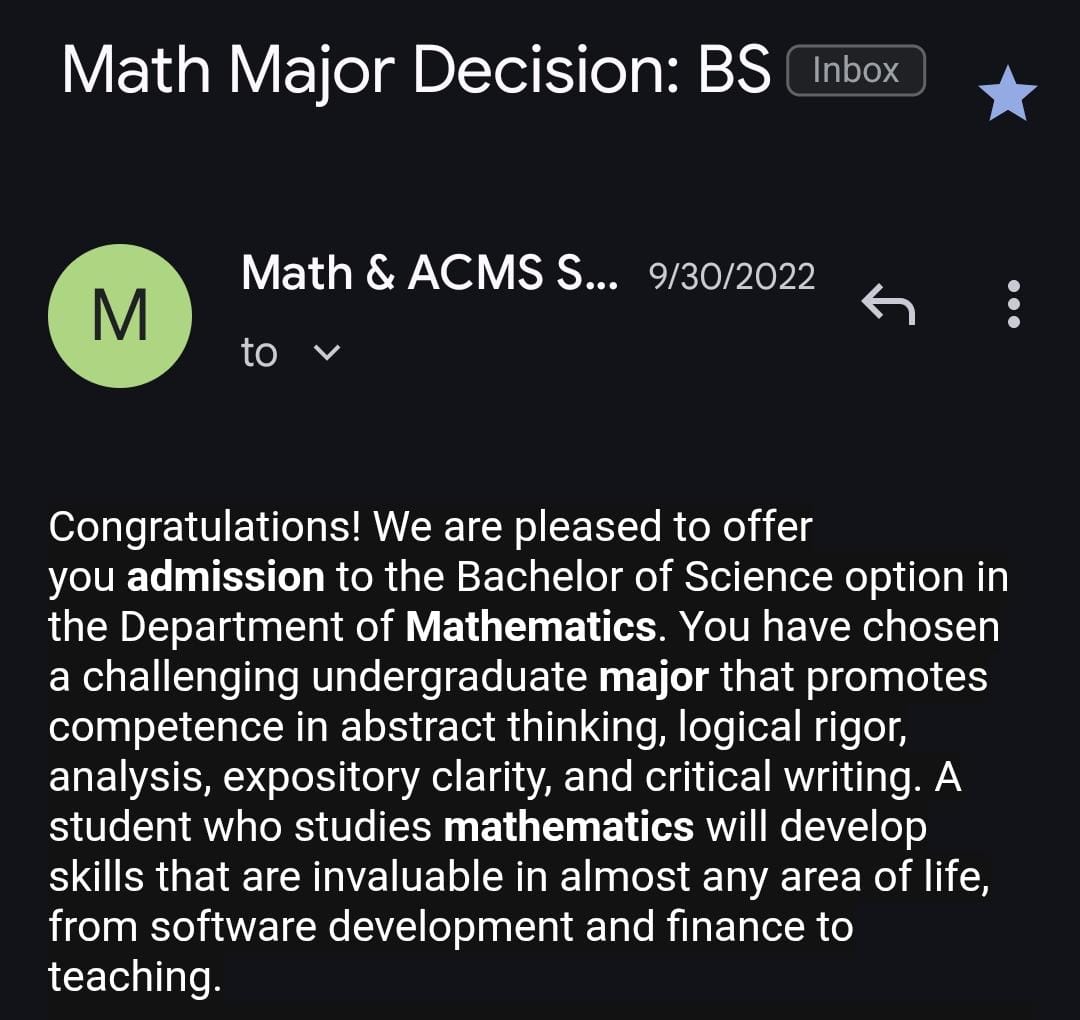 Math Major Decision: BS Inbox
M
Math & ACMS S... 9/30/2022
to
Congratulations! We are pleased to offer
you admission to the Bachelor of Science option in
the Department of Mathematics. You have chosen
a challenging undergraduate major that promotes
competence in abstract thinking, logical rigor,
analysis, expository clarity, and critical writing. A
student who studies mathematics will develop
skills that are invaluable in almost any area of life,
from software development and finance to
teaching.